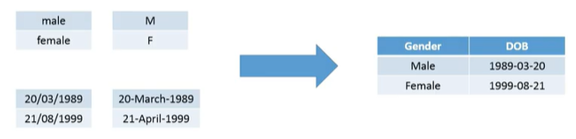 male M
female F
20/03/1989 20-March-1989
21/08/1999 21-April-1999
Gender DOB
Male 1989-03-20
Female 1999-08-21